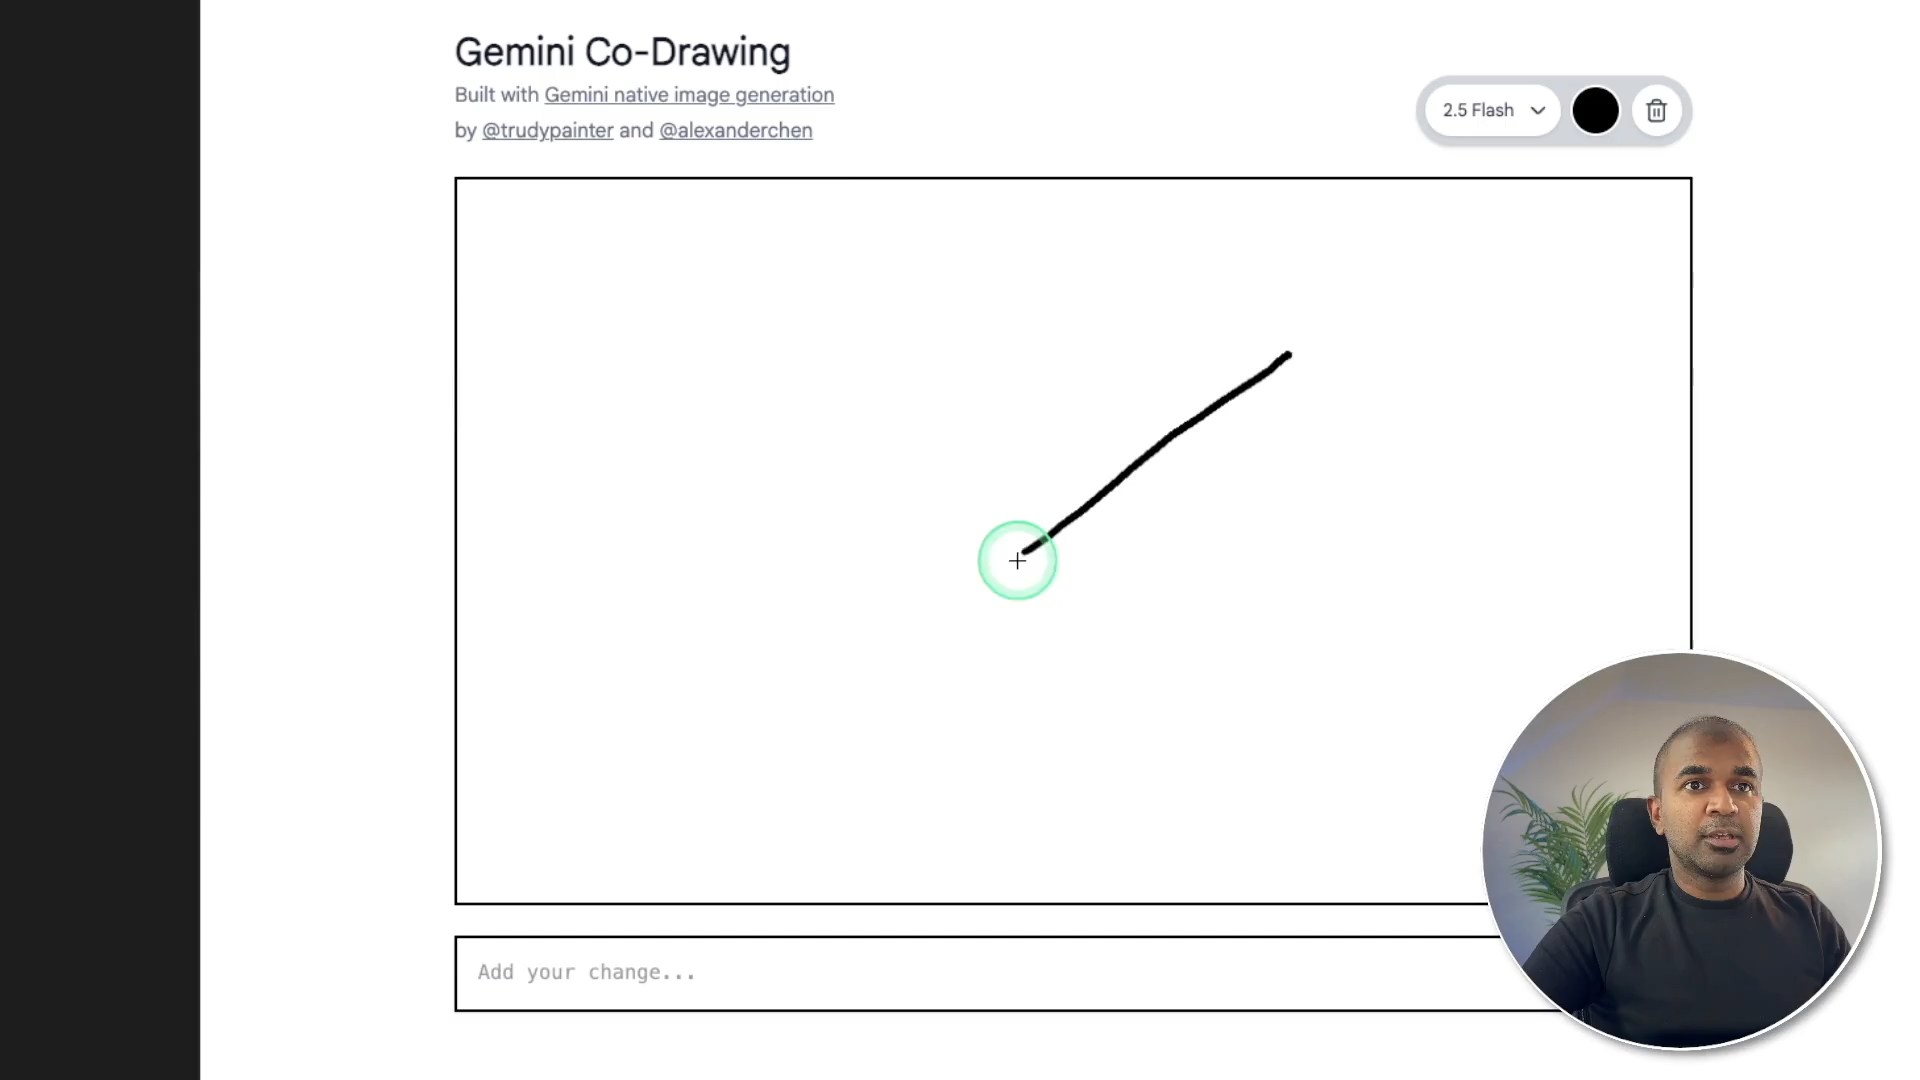 Gemini Co-Drawing
Built with Gemini native image generation
by @trudypainter and @alexanderchen
2.5 Flash
Add your change...